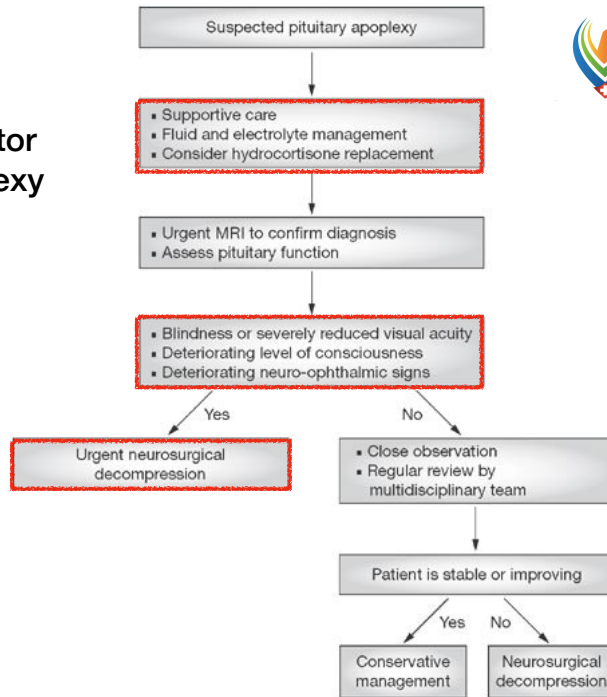 Suspected pituitary apoplexy
▪ Supportive care
▪ Fluid and electrolyte management
▪ Consider hydrocortisone replacement
tor
exy
▪ Urgent MRI to confirm diagnosis
▪ Assess pituitary function
▪ Blindness or severely reduced visual acuity
▪ Deteriorating level of consciousness
▪ Deteriorating neuro-ophthalmic signs
Yes
No
Urgent neurosurgical
decompression
▪ Close observation
▪ Regular review by
multidisciplinary team
Patient is stable or improving
Yes
No
Conservative
management
Neurosurgical
decompression